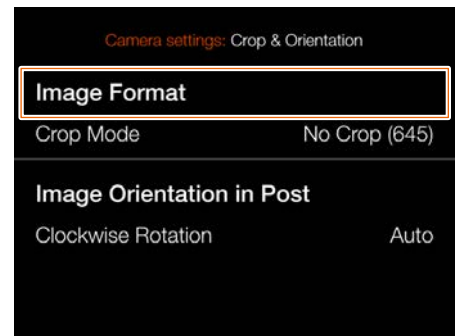 Camera settings: Crop & Orientation
Image Format
Crop Mode No Crop (645)
Image Orientation in Post
Clockwise Rotation Auto